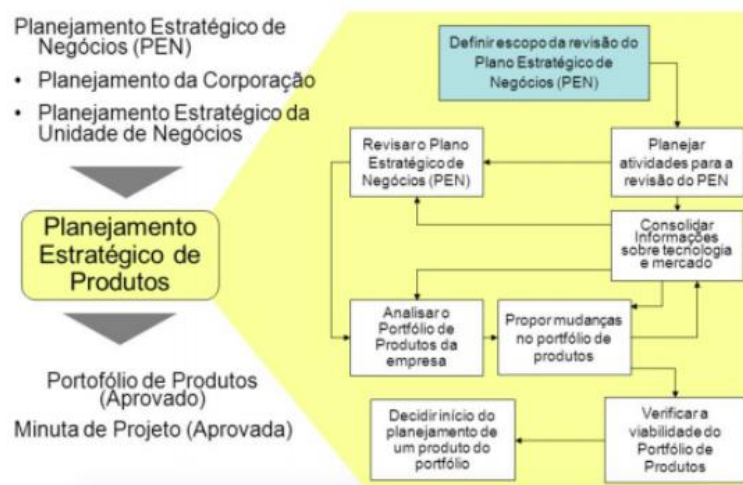 Planejamento Estratégico de
Negócios (PEN)
• Planejamento da Corporação
• Planejamento Estratégico da
Unidade de Negócios
Planejamento
Estratégico de
Produtos
Portofólio de Produtos
(Aprovado)
Minuta de Projeto (Aprovada)
Definir escopo da revisão do
Plano Estratégico de
Negócios (PEN)
Revisar o Plano
Estratégico de
Negócios (PEN)
Planejar
atividades para a
revisão do PEN
Consolidar
Informações
sobre tecnologia
e mercado
Analisar o
Portfólio de
Produtos da
empresa
Propor mudanças
no portfólio de
produtos
Decidir início do
planejamento de
um produto do
portfólio
Verificar a
viabilidade do
Portfólio de
Produtos